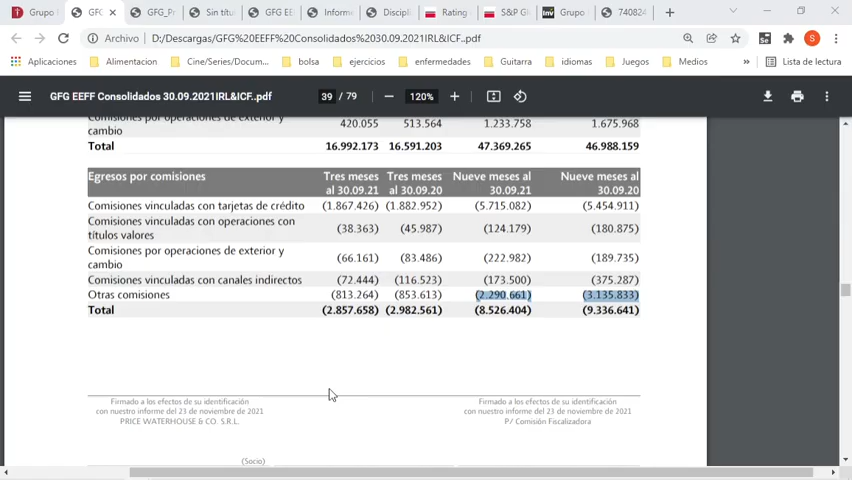 Grupo
GFG
GFG_Pr
Sin títul
GFG EE
Informe
Discipl
Rating
S&P Gl
Grupo
740824
Archivo D:/Descargas/GFG%20EEFF%20Consolidados%2030.09.2021IRL&ICF..pdf
Aplicaciones Alimentacion Cine/Series/Docum... bolsa ejercicios enfermedades Guitarra idiomas Juegos Medios » Lista de lectura
GFG EEFF Consolidados 30.09.2021IRL&ICF..pdf 39 / 79 − 120% +
Comisiones por operaciones de exterior y
cambio 420.055 513.564 1.233.758 1.675.968
Total 16.992.173 16.591.203 47.369.265 46.988.159
Egresos por comisiones Tres meses Tres meses Nueve meses al Nueve meses al
al 30.09.21 al 30.09.20 30.09.21 30.09.20
Comisiones vinculadas con tarjetas de crédito (1.867.426) (1.882.952) (5.715.082) (5.454.911)
Comisiones vinculadas con operaciones con
títulos valores (38.363) (45.987) (124.179) (180.875)
Comisiones por operaciones de exterior y
cambio (66.161) (83.486) (222.982) (189.735)
Comisiones vinculadas con canales indirectos (72.444) (116.523) (173.500) (375.287)
Otras comisiones (813.264) (853.613) (2.290.661) (3.135.833)
Total (2.857.658) (2.982.561) (8.526.404) (9.336.641)
Firmado a los efectos de su identificación Firmado a los efectos de su identificación
con nuestro informe del 23 de noviembre de 2021 con nuestro informe del 23 de noviembre de 2021
PRICE WATERHOUSE & CO. S.R.L. P/ Comisión Fiscalizadora
(Socio)